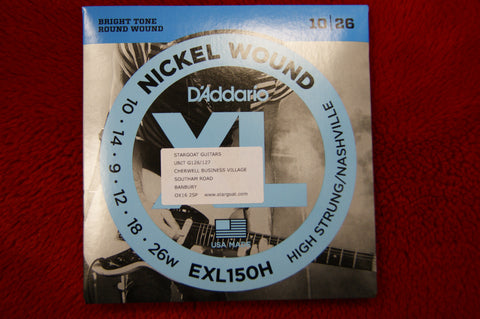 BRIGHT TONE
ROUND WOUND
10|26
NICKEL WOUND
D'Addario
XL
10 · 14 · 9 · 12 · 18 · 26w
STARGOAT GUITARS
UNIT G126/127
CHERWELL BUSINESS VILLAGE
SOUTHAM ROAD
BANBURY
OX16 2SP www.stargoat.com
USA MADE
EXL150H
HIGH STRUNG/NASHVILLE